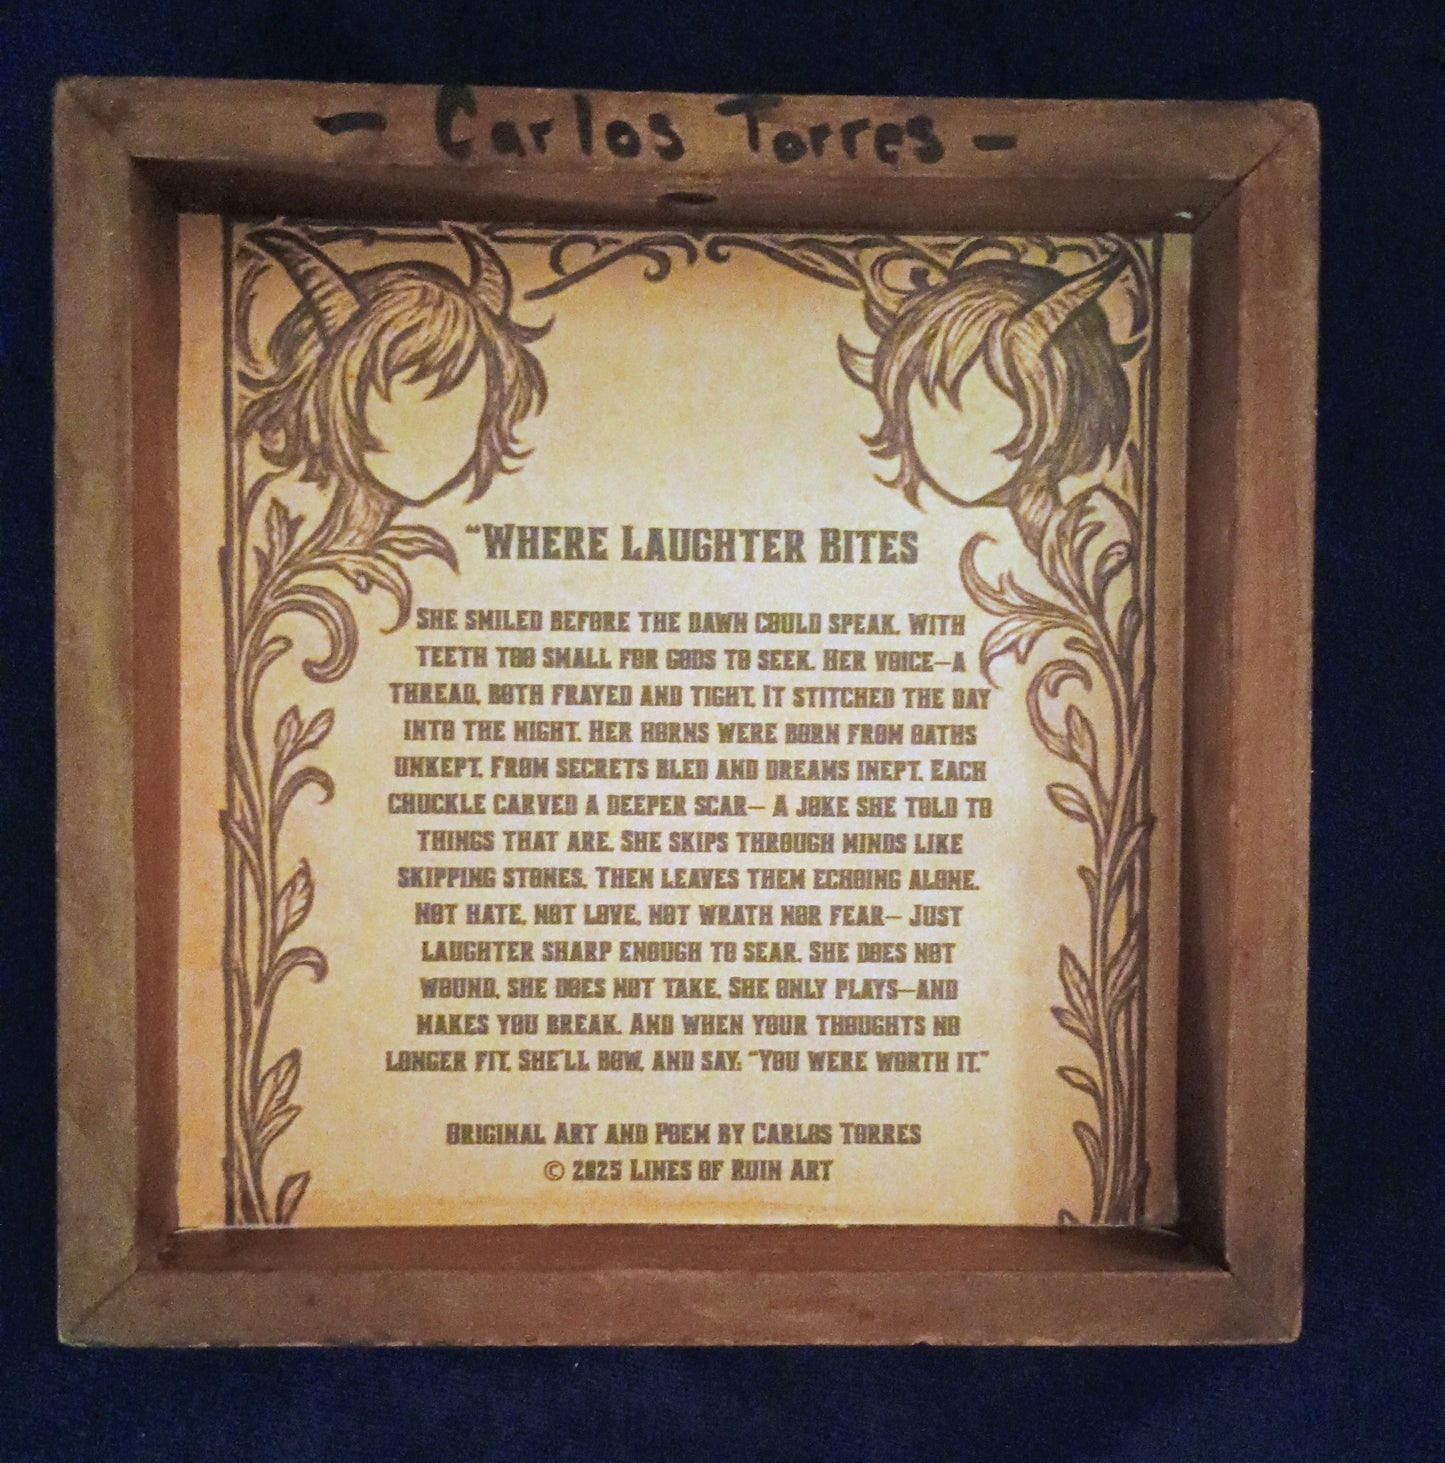 - Carlos Torres -
“Where Laughter Bites
She smiled before the dawn could speak. With
teeth too small for gods to seek. Her voice—a
thread, both frayed and tight. It stitched the day
into the night. Her horns were born from oaths
unkept. From secrets bled and dreams inept. Each
chuckle carved a deeper scar— A joke she told to
things that are. She skips through minds like
skipping stones. Then leaves them echoing alone.
Not hate, not love, not wrath nor fear— Just
laughter sharp enough to sear. She does not
wound, she does not take. She only plays—and
makes you break. And when your thoughts no
longer fit, She'll bow, and say: “You were worth it.”
Original Art and Poem by Carlos Torres
© 2025 Lines of Ruin Art